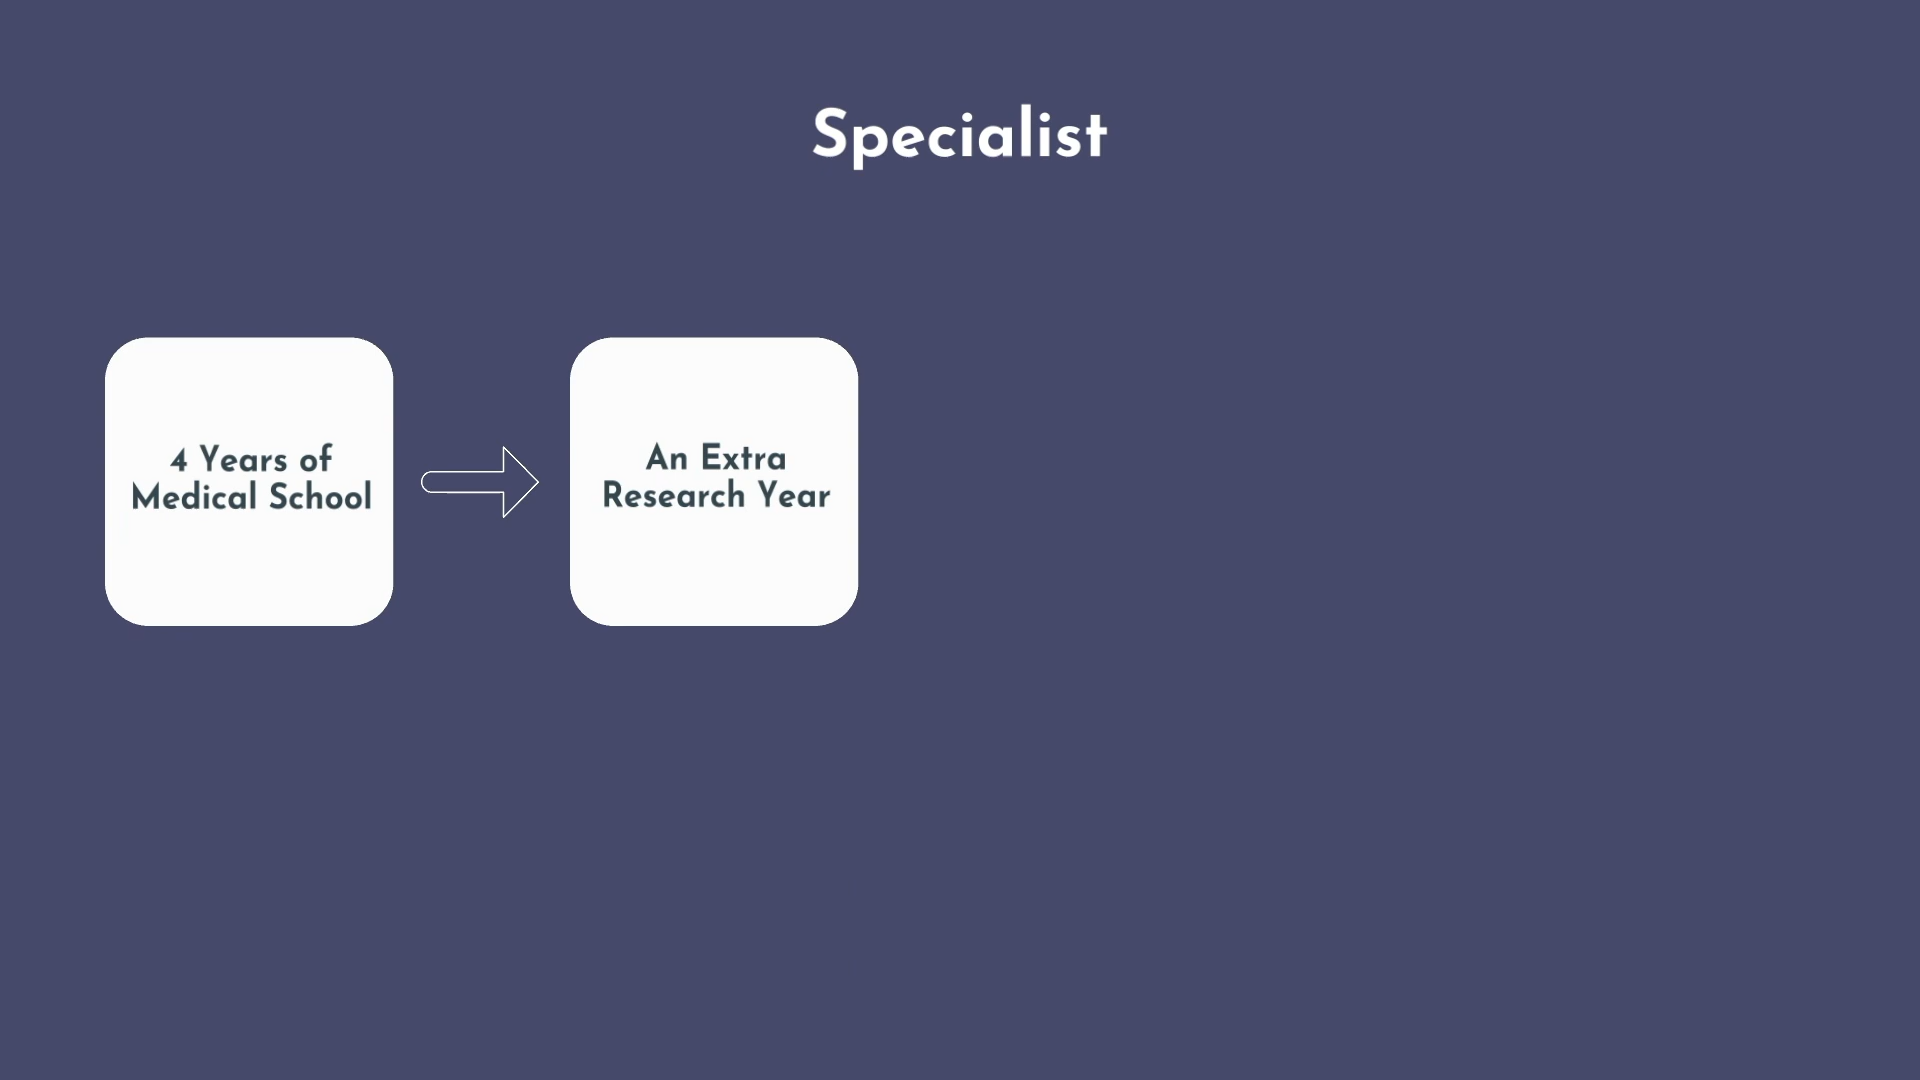 Specialist
4 Years of
Medical School
An Extra
Research Year